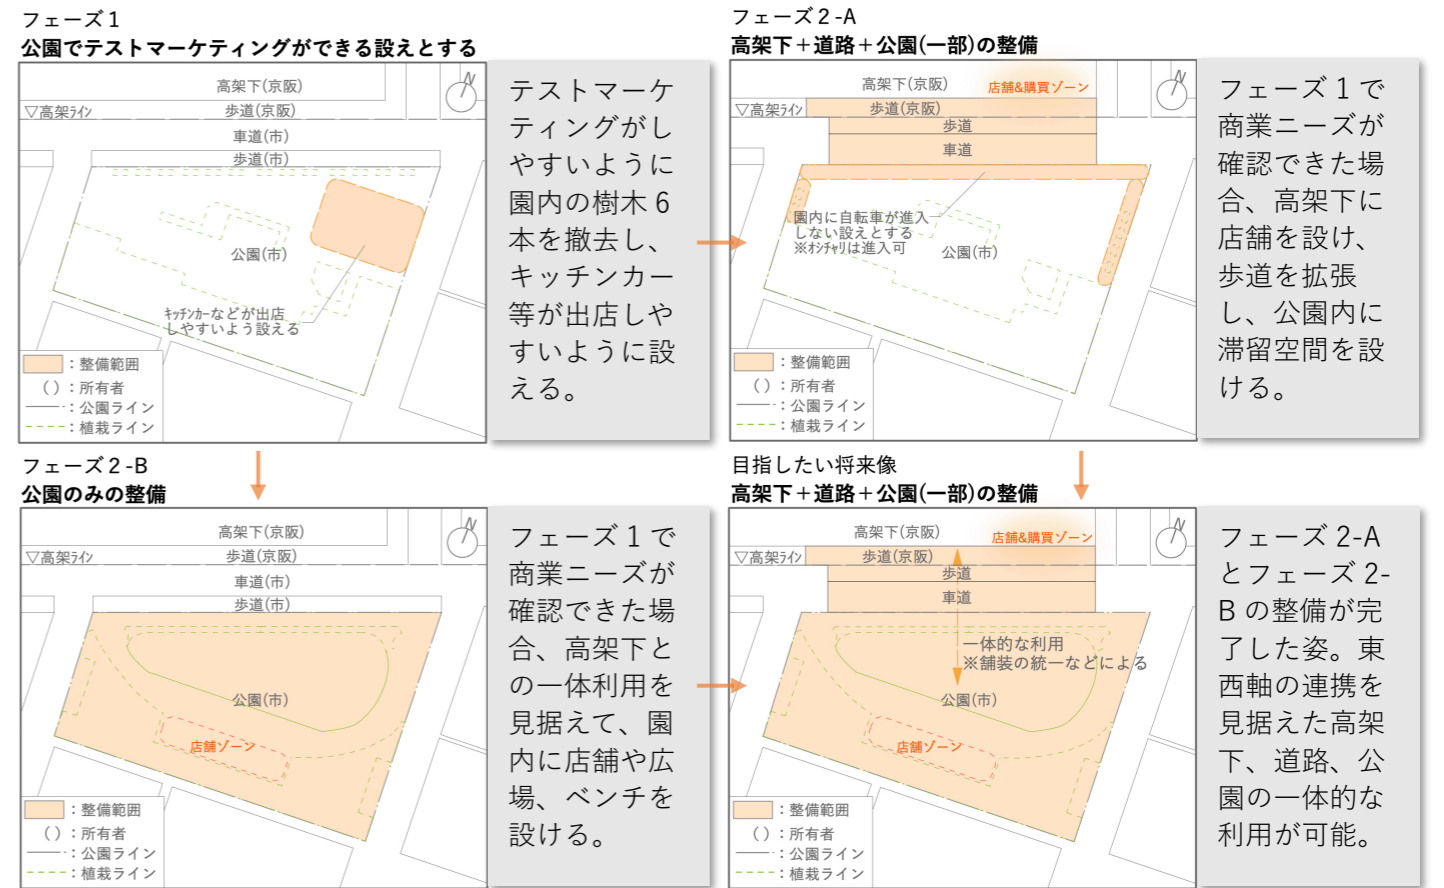 フェーズ１
公園でテストマーケティングができる設えとする
高架下(京阪)
▽高架ﾗｲﾝ
歩道(京阪)
車道(市)
歩道(市)
公園(市)
ｷｯﾁﾝｶｰなどが出店
しやすいよう設える
N
：整備範囲
( )：所有者
：公園ライン
：植栽ライン
テストマーケ
ティングがし
やすいように
園内の樹木６
本を撤去し、
キッチンカー
等が出店しや
すいように設
える。
フェーズ２-A
高架下＋道路＋公園(一部)の整備
高架下(京阪)
店舗&購買ゾーン
▽高架ﾗｲﾝ
歩道(京阪)
歩道
車道
園内に自転車が進入
しない設えとする
※ｵｼﾁｬﾘは進入可
公園(市)
N
：整備範囲
( )：所有者
：公園ライン
：植栽ライン
フェーズ１で
商業ニーズが
確認できた場
合、高架下に
店舗を設け、
歩道を拡張
し、公園内に
滞留空間を設
ける。
フェーズ２-B
公園のみの整備
高架下(京阪)
▽高架ﾗｲﾝ
歩道(京阪)
車道(市)
歩道(市)
公園(市)
店舗ゾーン
N
：整備範囲
( )：所有者
：公園ライン
：植栽ライン
フェーズ１で
商業ニーズが
確認できた場
合、高架下と
の一体利用を
見据えて、園
内に店舗や広
場、ベンチを
設ける。
目指したい将来像
高架下＋道路＋公園(一部)の整備
高架下(京阪)
店舗&購買ゾーン
▽高架ﾗｲﾝ
歩道(京阪)
歩道
車道
一体的な利用
※舗装の統一などによる
公園(市)
店舗ゾーン
N
：整備範囲
( )：所有者
：公園ライン
：植栽ライン
フェーズ 2-A
とフェーズ 2-
B の整備が完
了した姿。東
西軸の連携を
見据えた高架
下、道路、公
園の一体的な
利用が可能。